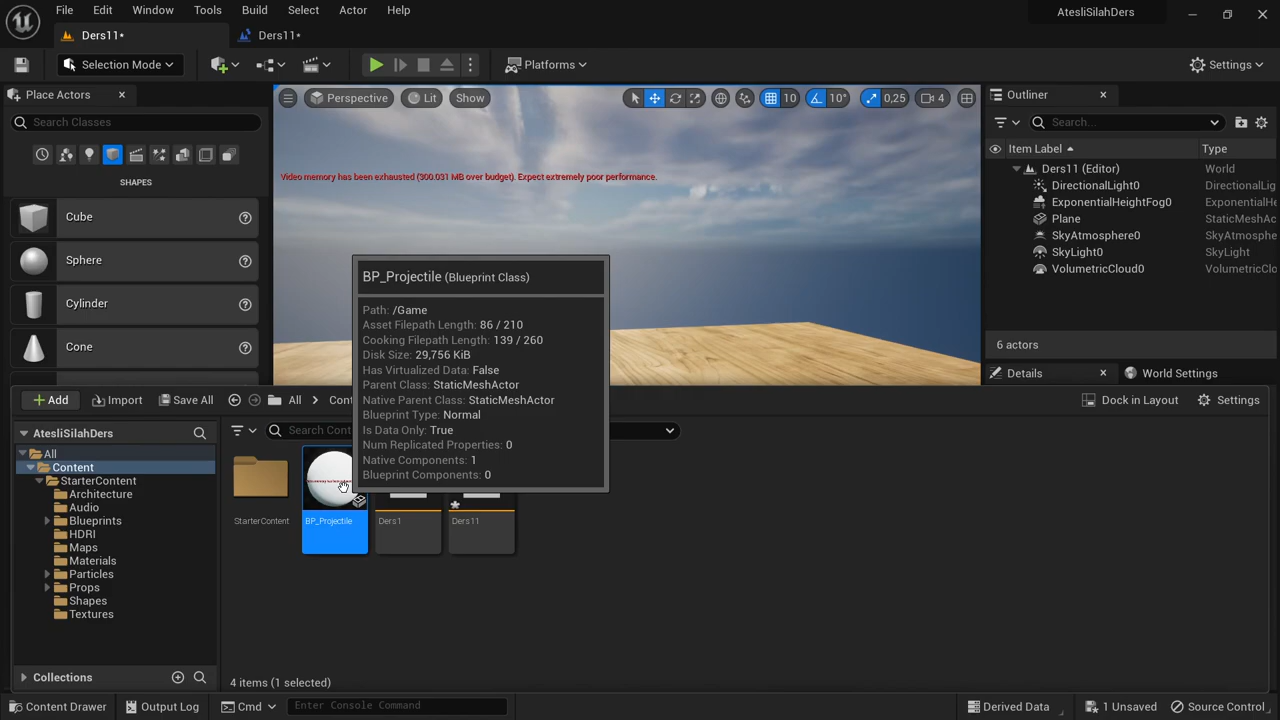 File Edit Window Tools Build Select Actor Help
AtesliSilahDers
Ders11*
Ders11*
Selection Mode
Platforms
Settings
Place Actors
Perspective
Lit
Show
10
10°
0,25
4
Outliner
Search Classes
Search...
Item Label
Type
SHAPES
Video memory has been exhausted (300.031 MB over budget). Expect extremely poor performance.
Ders11 (Editor) World
DirectionalLight0 DirectionalLig
ExponentialHeightFog0 ExponentialHe
Plane StaticMeshAc
SkyAtmosphere0 SkyAtmosphere
SkyLight0 SkyLight
VolumetricCloud0 VolumetricClo
Cube
Sphere
Cylinder
Cone
6 actors
Details
World Settings
BP_Projectile (Blueprint Class)
Path: /Game
Asset Filepath Length: 86 / 210
Cooking Filepath Length: 139 / 260
Disk Size: 29,756 KiB
Has Virtualized Data: False
Parent Class: StaticMeshActor
Native Parent Class: StaticMeshActor
Blueprint Type: Normal
Is Data Only: True
Num Replicated Properties: 0
Native Components: 1
Blueprint Components: 0
Add
Import
Save All
All
Dock in Layout
Settings
AtesliSilahDers
All
Content
StarterContent
Architecture
Audio
Blueprints
HDRI
Maps
Materials
Particles
Props
Shapes
Textures
StarterContent
BP_Projectile
Ders1
Ders11
Collections
4 items (1 selected)
Content Drawer
Output Log
Cmd
Enter Console Command
Derived Data
1 Unsaved
Source Control